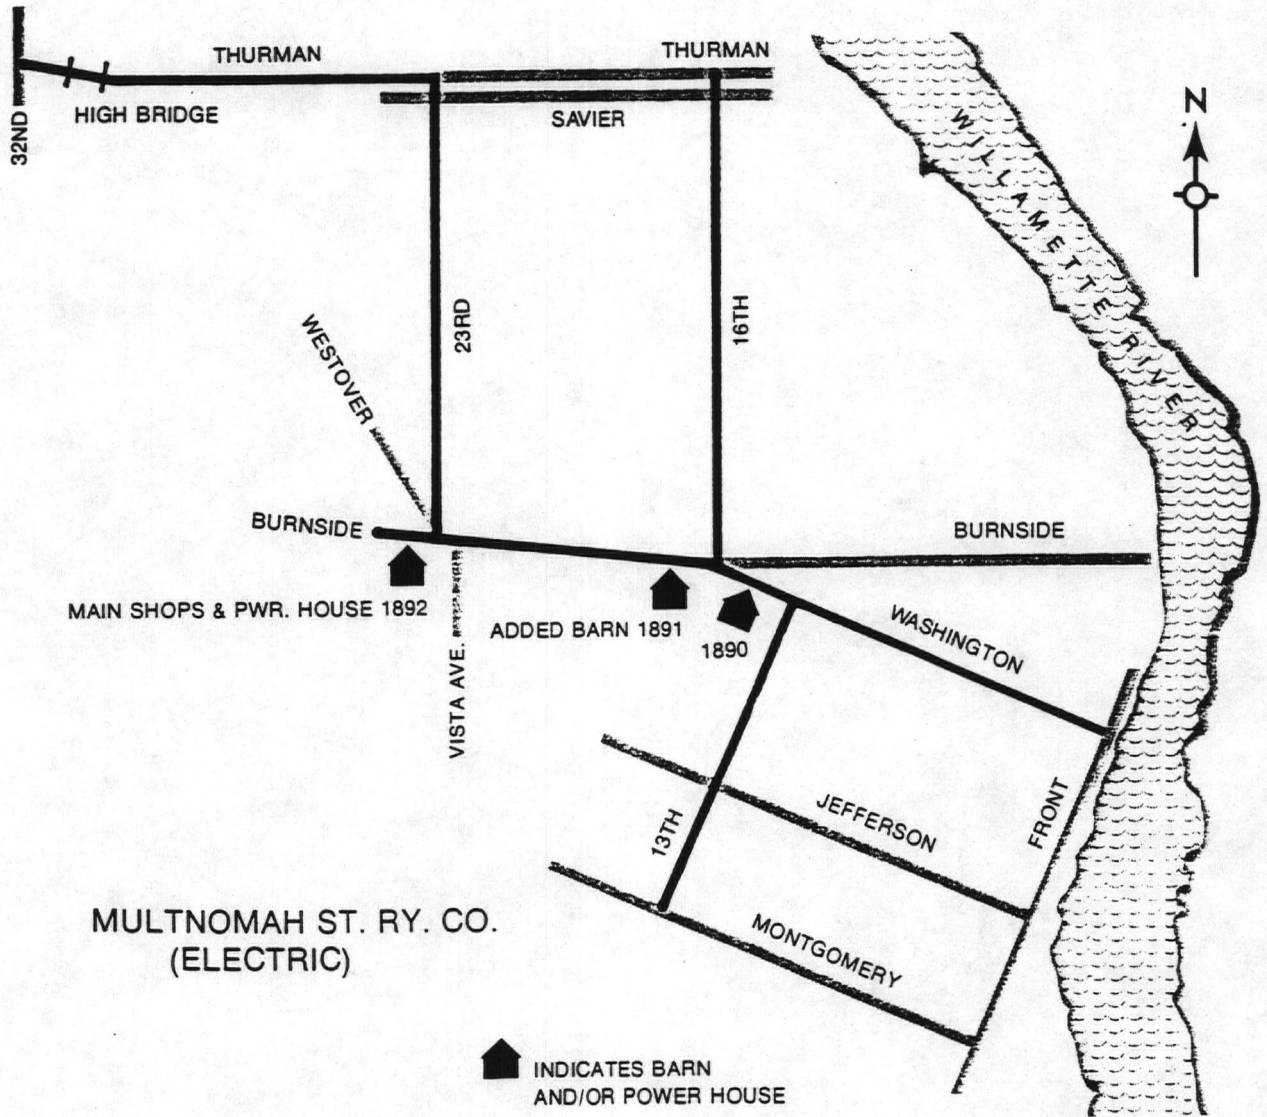 THURMAN
THURMAN
32ND
HIGH BRIDGE
SAVIER
N
WILLAMETTE RIVER
WESTOVER
23RD
16TH
BURNSIDE
BURNSIDE
MAIN SHOPS & PWR. HOUSE 1892
VISTA AVE.
ADDED BARN 1891
1890
WASHINGTON
13TH
JEFFERSON
FRONT
MONTGOMERY
MULTNOMAH ST. RY. CO.
(ELECTRIC)
INDICATES BARN
AND/OR POWER HOUSE